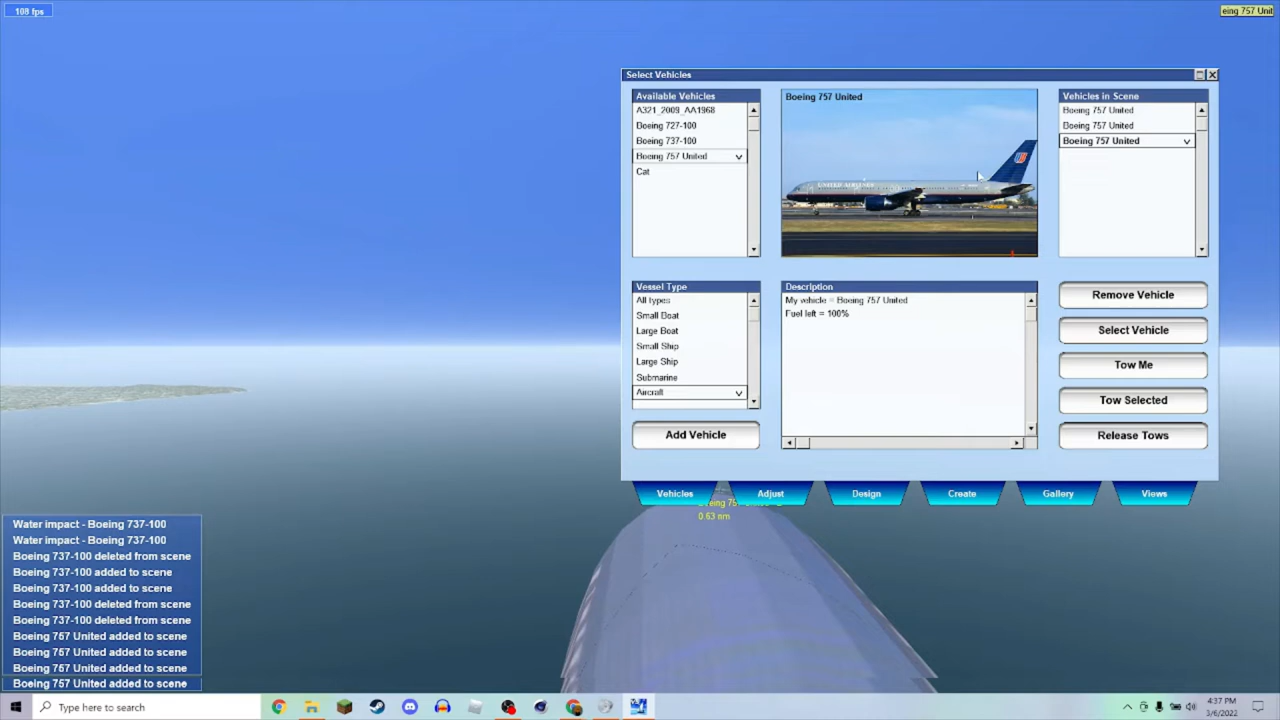 108 fps
eing 757 Unit
Select Vehicles
Available Vehicles
A321_2009_AA1968
Boeing 727-100
Boeing 737-100
Boeing 757 United
Cat
Boeing 757 United
UNITED AIRLINES
Vehicles in Scene
Boeing 757 United
Boeing 757 United
Boeing 757 United
Vessel Type
All types
Small Boat
Large Boat
Small Ship
Large Ship
Submarine
Aircraft
Add Vehicle
Description
My vehicle = Boeing 757 United
Fuel left = 100%
Remove Vehicle
Select Vehicle
Tow Me
Tow Selected
Release Tows
Vehicles
Adjust
Design
Create
Gallery
Views
0.63 nm
Water impact - Boeing 737-100
Water impact - Boeing 737-100
Boeing 737-100 deleted from scene
Boeing 737-100 added to scene
Boeing 737-100 added to scene
Boeing 737-100 deleted from scene
Boeing 737-100 deleted from scene
Boeing 757 United added to scene
Boeing 757 United added to scene
Boeing 757 United added to scene
Boeing 757 United added to scene
Type here to search
4:37 PM
3/6/2022